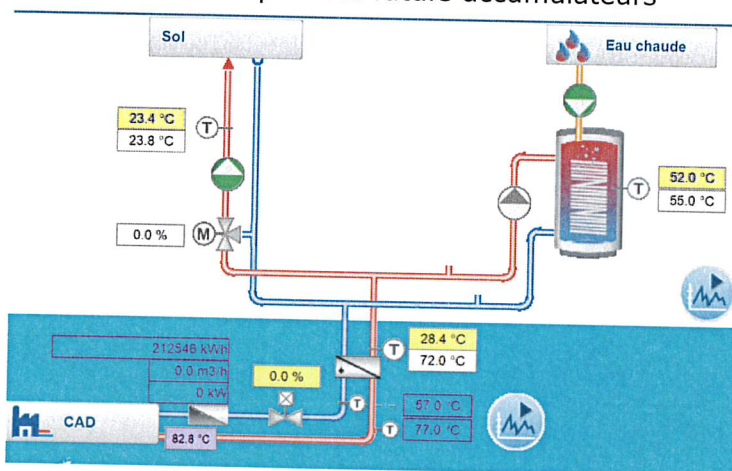 accumulateurs
Sol
Eau chaude
23.4 °C
T
23.8 °C
52.0 °C
T
55.0 °C
0.0 %
M
28.4 °C
T
72.0 °C
212546 kWh
0.0 m3/h
0.0 %
0 kW
57.0 °C
T
CAD
77.0 °C
T
82.8 °C